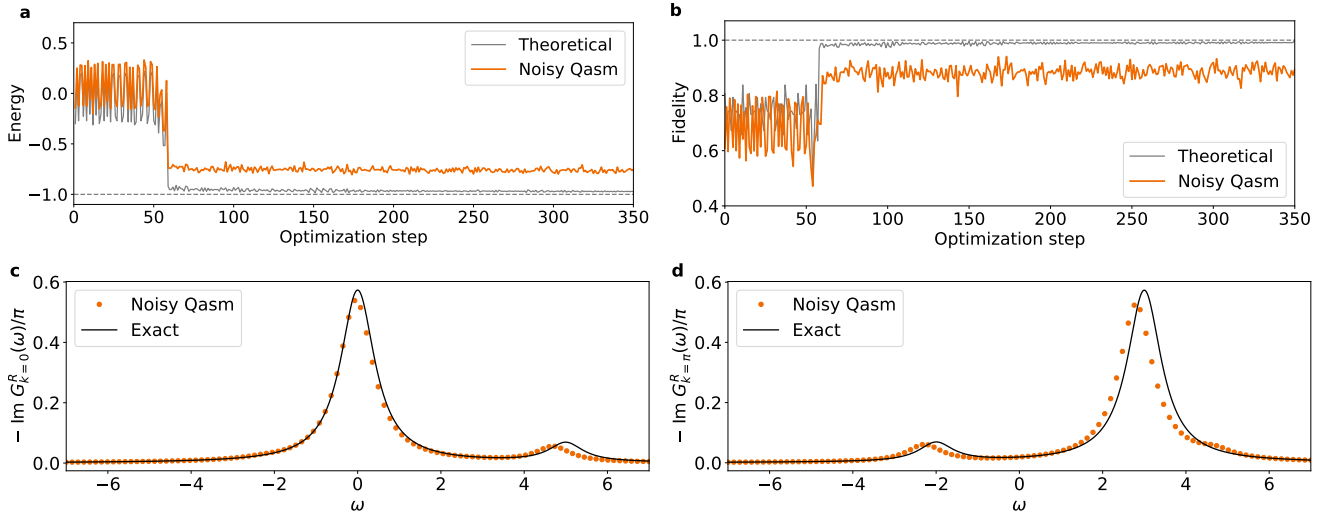 a
0.5
0.0
−0.5
−1.0
Energy
Theoretical
Noisy Qasm
0 50 100 150 200 250 300 350
Optimization step
b
1.0
0.8
0.6
0.4
Fidelity
Theoretical
Noisy Qasm
0 50 100 150 200 250 300 350
Optimization step
c
0.6
0.4
0.2
0.0
− Im G^R_{k=0}(ω)/π
Noisy Qasm
Exact
−6 −4 −2 0 2 4 6
ω
d
0.6
0.4
0.2
0.0
− Im G^R_{k=π}(ω)/π
Noisy Qasm
Exact
−6 −4 −2 0 2 4 6
ω